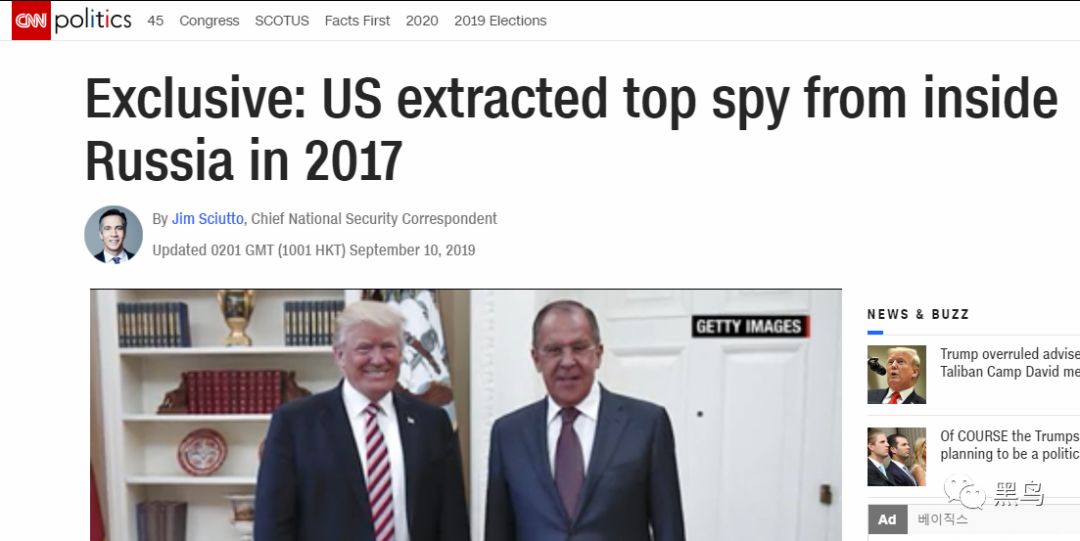 CNN politics 45 Congress SCOTUS Facts First 2020 2019 Elections
Exclusive: US extracted top spy from inside
Russia in 2017
By Jim Sciutto, Chief National Security Correspondent
Updated 0201 GMT (1001 HKT) September 10, 2019
GETTY IMAGES
NEWS & BUZZ
Trump overruled advise
Taliban Camp David me
Of COURSE the Trumps
planning to be a politic
黑鸟
Ad 베이직스